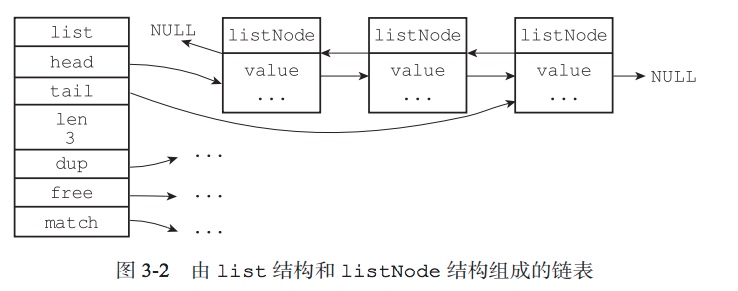 list
head
tail
len
3
dup
free
match
NULL
listNode
value
...
listNode
value
...
listNode
value
...
NULL
...
...
...
图 3-2 由 list 结构和 listNode 结构组成的链表